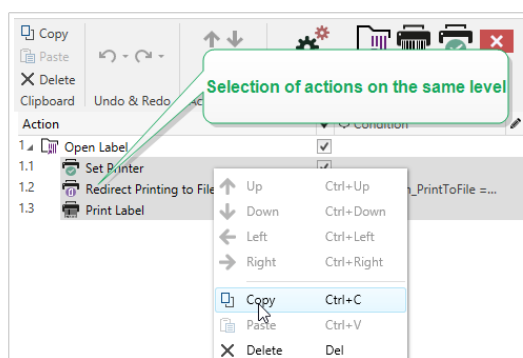 Copy
Paste
Delete
Clipboard
Undo & Redo
Selection of actions on the same level
Action
Condition
1 Open Label
1.1 Set Printer
1.2 Redirect Printing to File
_PrintToFile =...
1.3 Print Label
Up Ctrl+Up
Down Ctrl+Down
Left Ctrl+Left
Right Ctrl+Right
Copy Ctrl+C
Paste Ctrl+V
Delete Del